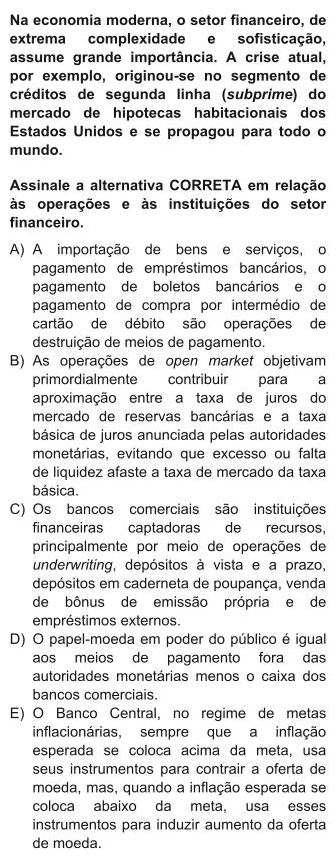 Na economia moderna, o setor financeiro, de
extrema complexidade e sofisticação,
assume grande importância. A crise atual,
por exemplo, originou-se no segmento de
créditos de segunda linha (subprime) do
mercado de hipotecas habitacionais dos
Estados Unidos e se propagou para todo o
mundo.
Assinale a alternativa CORRETA em relação
às operações e às instituições do setor
financeiro.
A) A importação de bens e serviços, o
pagamento de empréstimos bancários, o
pagamento de boletos bancários e o
pagamento de compra por intermédio de
cartão de débito são operações de
destruição de meios de pagamento.
B) As operações de open market objetivam
primordialmente contribuir para a
aproximação entre a taxa de juros do
mercado de reservas bancárias e a taxa
básica de juros anunciada pelas autoridades
monetárias, evitando que excesso ou falta
de liquidez afaste a taxa de mercado da taxa
básica.
C) Os bancos comerciais são instituições
financeiras captadoras de recursos,
principalmente por meio de operações de
underwriting, depósitos à vista e a prazo,
depósitos em caderneta de poupança, venda
de bônus de emissão própria e de
empréstimos externos.
D) O papel-moeda em poder do público é igual
aos meios de pagamento fora das
autoridades monetárias menos o caixa dos
bancos comerciais.
E) O Banco Central, no regime de metas
inflacionárias, sempre que a inflação
esperada se coloca acima da meta, usa
seus instrumentos para contrair a oferta de
moeda, mas, quando a inflação esperada se
coloca abaixo da meta, usa esses
instrumentos para induzir aumento da oferta
de moeda.